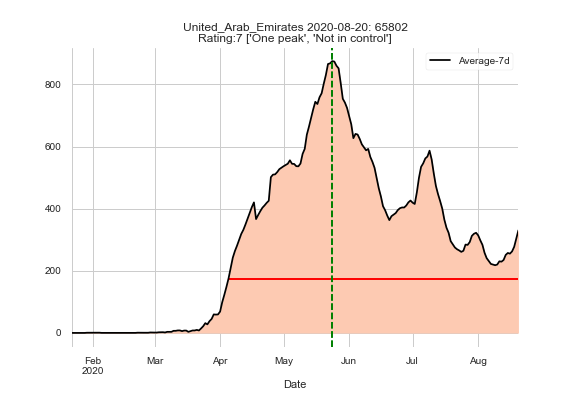 United_Arab_Emirates 2020-08-20: 65802
Rating:7 ['One peak', 'Not in control']
Average-7d
800
600
400
200
0
Feb
2020
Mar
Apr
May
Jun
Jul
Aug
Date